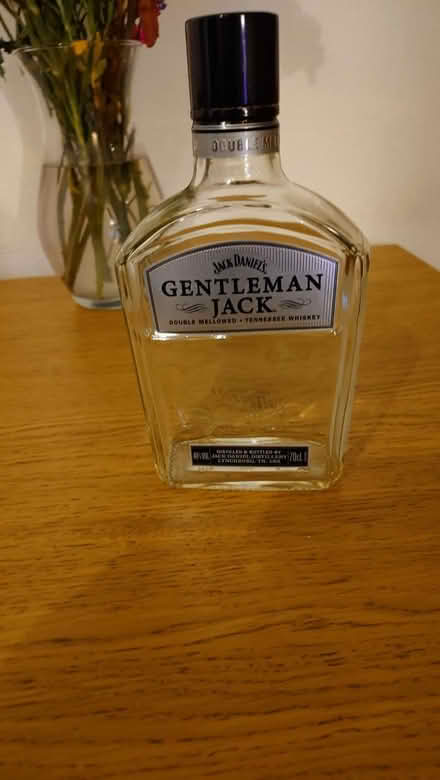 DOUBLE M
JACK DANIEL'S
GENTLEMAN
JACK
DOUBLE MELLOWED • TENNESSEE WHISKEY
DISTILLED & BOTTLED BY
40%VOL. JACK DANIEL DISTILLERY 70cl
LYNCHBURG, TN. USA